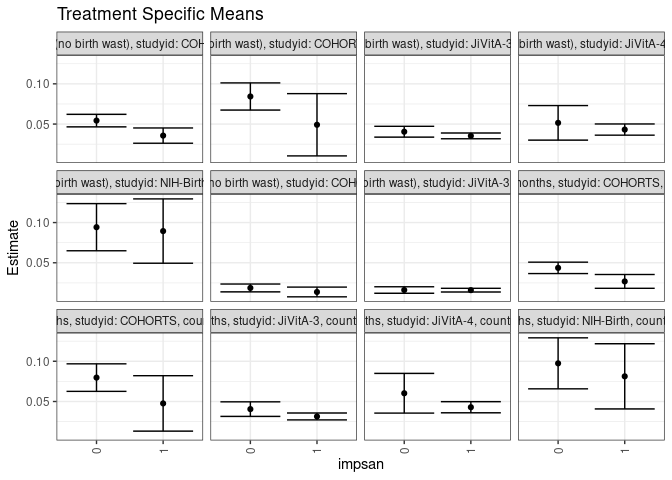 Treatment Specific Means
(no birth wast), studyid: COH
birth wast), studyid: COHOR
birth wast), studyid: JiVitA-3
birth wast), studyid: JiVitA-4
0.10
0.05
birth wast), studyid: NIH-Birth
no birth wast), studyid: COH
birth wast), studyid: JiVitA-3
months, studyid: COHORTS,
0.10
0.05
Estimate
hs, studyid: COHORTS, cou
ths, studyid: JiVitA-3, count
ths, studyid: JiVitA-4, count
hs, studyid: NIH-Birth, count
0.10
0.05
0 1 0 1 0 1 0 1
impsan